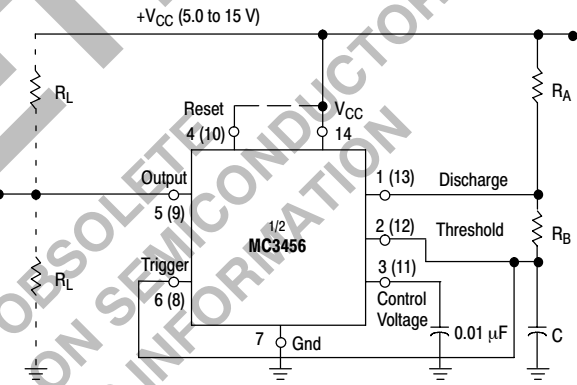 +VCC (5.0 to 15 V)
RL
RA
Reset
4 (10)
VCC
14
Output
5 (9)
1 (13)
Discharge
1/2
MC3456
2 (12)
Threshold
RB
Trigger
6 (8)
3 (11)
Control
Voltage
RL
7
Gnd
0.01 µF
C
OBSOLETE
ON SEMICONDUCTOR
INFORMATION